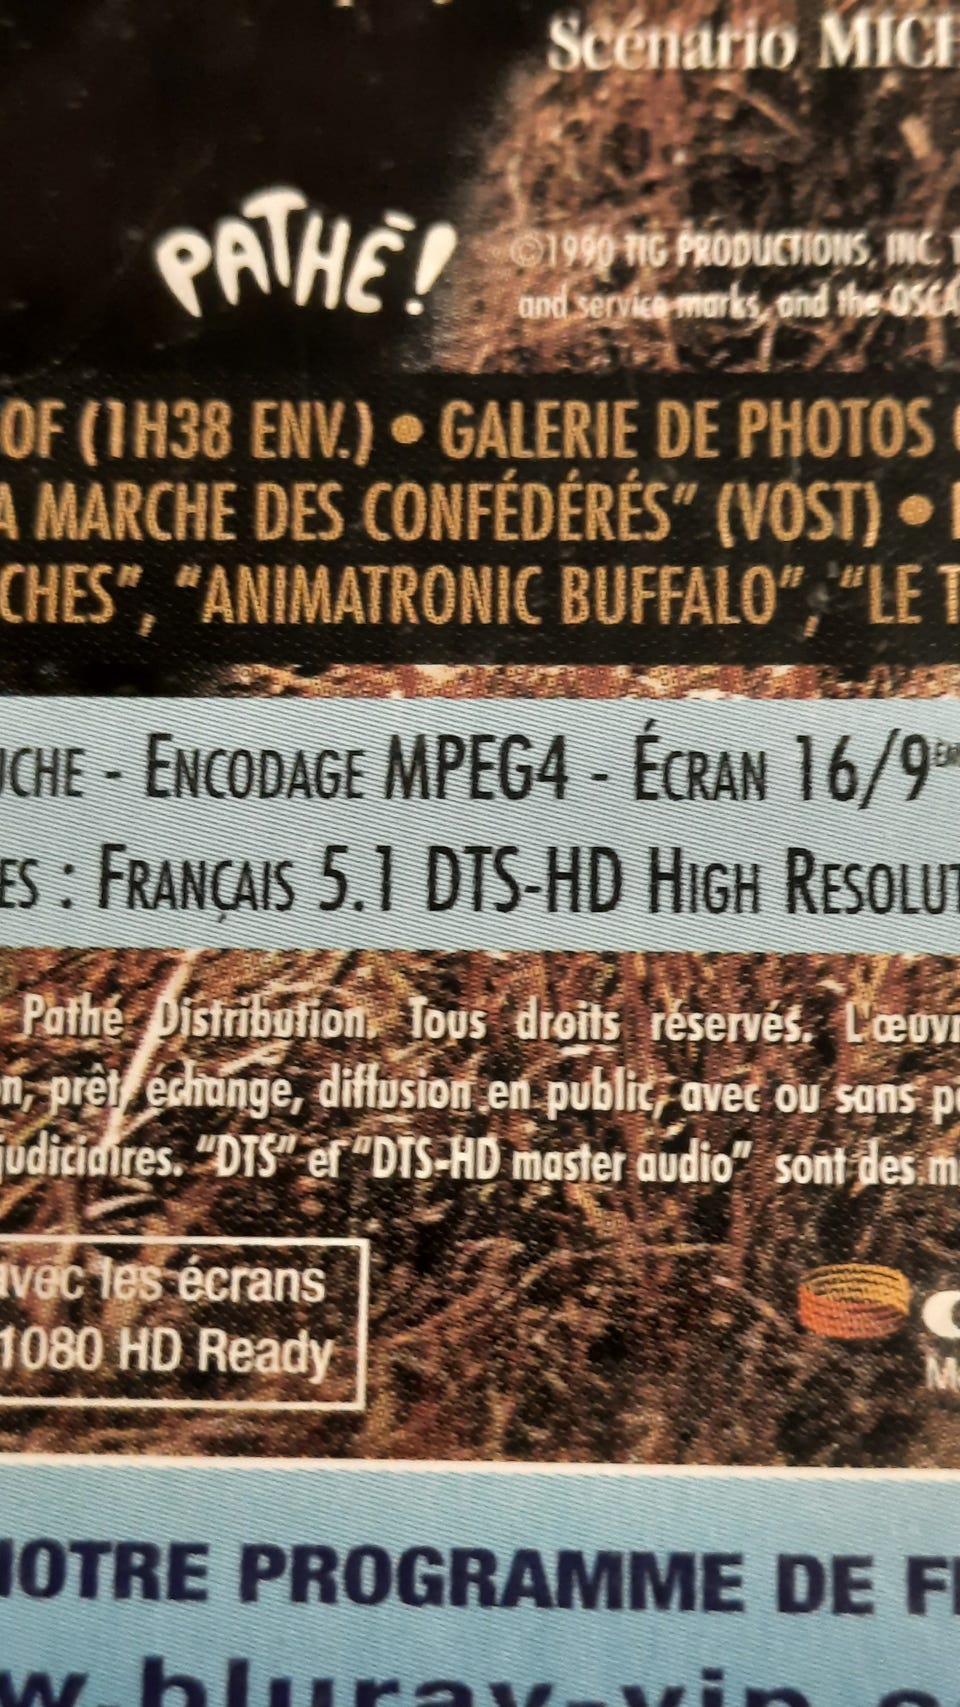 Scénario MICH
PATHÉ!
©1990 TIG PRODUCTIONS, INC. T
and service marks, and the OSCA
OF (1H38 ENV.) • GALERIE DE PHOTOS
A MARCHE DES CONFÉDÉRÉS” (VOST) •
CHES”, “ANIMATRONIC BUFFALO”, “LE T
UCHE - ENCODAGE MPEG4 - ÉCRAN 16/9
ES : FRANÇAIS 5.1 DTS-HD HIGH RESOLUT
Pathé Distribution. Tous droits réservés. L'œuvr
n, prêt, échange, diffusion en public, avec ou sans p
judiciaires. “DTS” et “DTS-HD master audio” sont des m
avec les écrans
1080 HD Ready
NOTRE PROGRAMME DE F
w.bluray-vip.